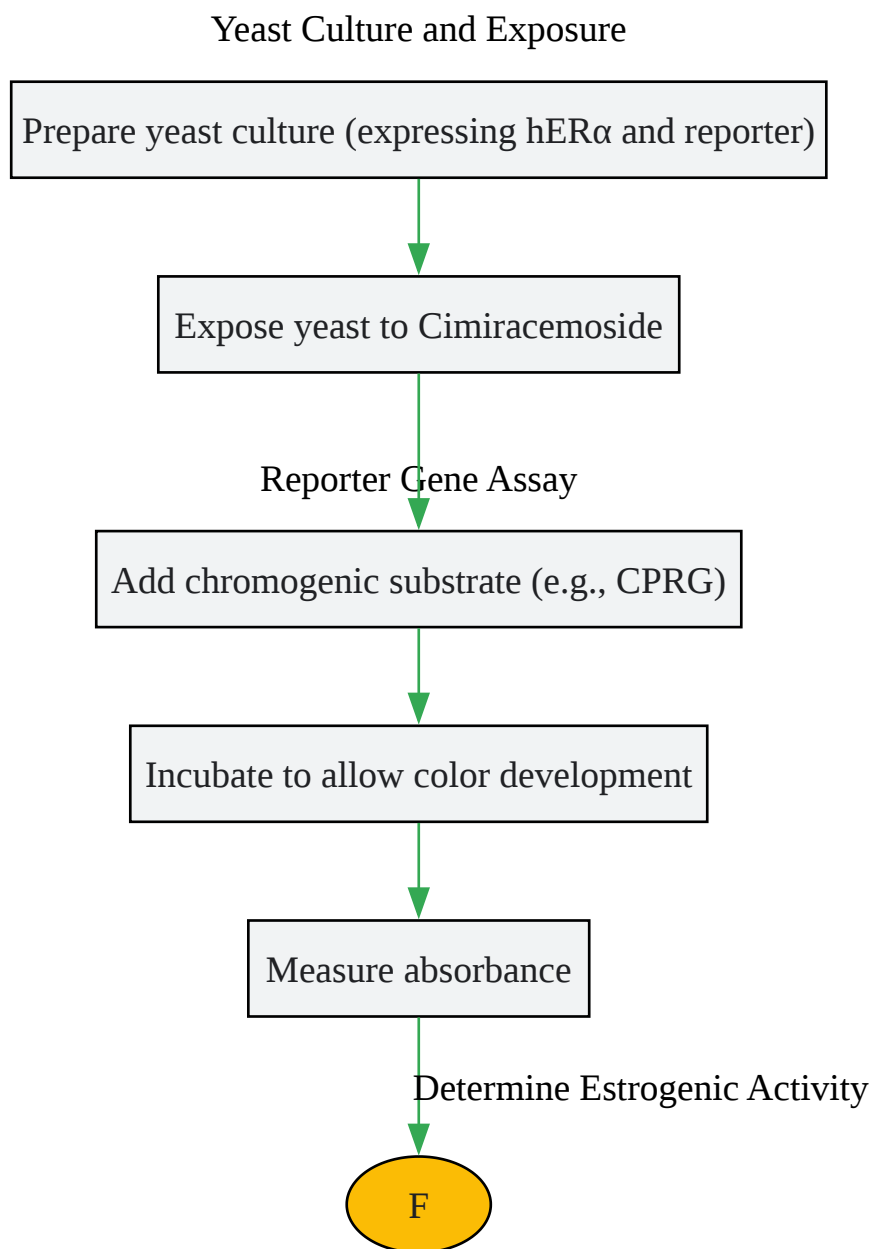 Yeast Culture and Exposure
Prepare yeast culture (expressing hERα and reporter)
Expose yeast to Cimiracemoside
Reporter Gene Assay
Add chromogenic substrate (e.g., CPRG)
Incubate to allow color development
Measure absorbance
Determine Estrogenic Activity
F